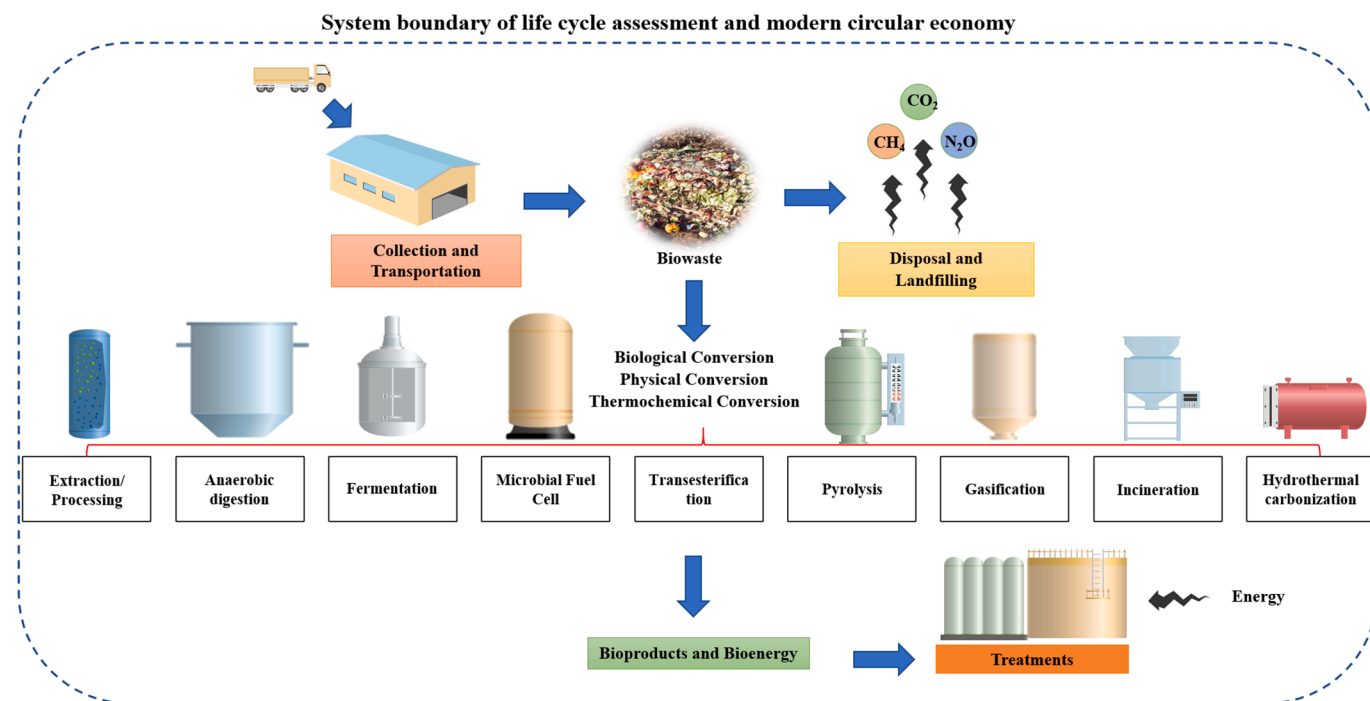 System boundary of life cycle assessment and modern circular economy
CO₂
CH₄
N₂O
Collection and
Transportation
Biowaste
Disposal and
Landfilling
Biological Conversion
Physical Conversion
Thermochemical Conversion
Extraction/
Processing
Anaerobic
digestion
Fermentation
Microbial Fuel
Cell
Transesterifica
tion
Pyrolysis
Gasification
Incineration
Hydrothermal
carbonization
Energy
Bioproducts and Bioenergy
Treatments